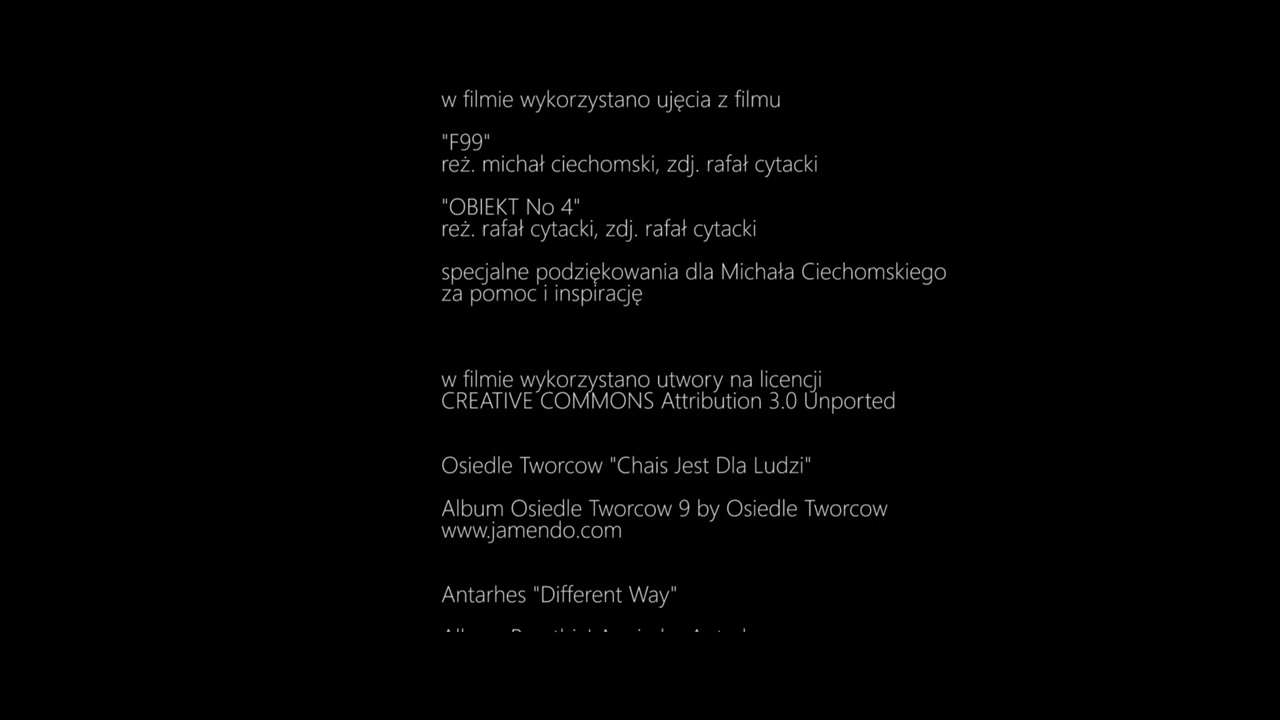 w filmie wykorzystano ujęcia z filmu
"F99"
reż. michał ciechomski, zdj. rafał cytacki
"OBIEKT No 4"
reż. rafał cytacki, zdj. rafał cytacki
specjalne podziękowania dla Michała Ciechomskiego
za pomoc i inspirację
w filmie wykorzystano utwory na licencji
CREATIVE COMMONS Attribution 3.0 Unported
Osiedle Tworcow "Chais Jest Dla Ludzi"
Album Osiedle Tworcow 9 by Osiedle Tworcow
www.jamendo.com
Antarhes "Different Way"